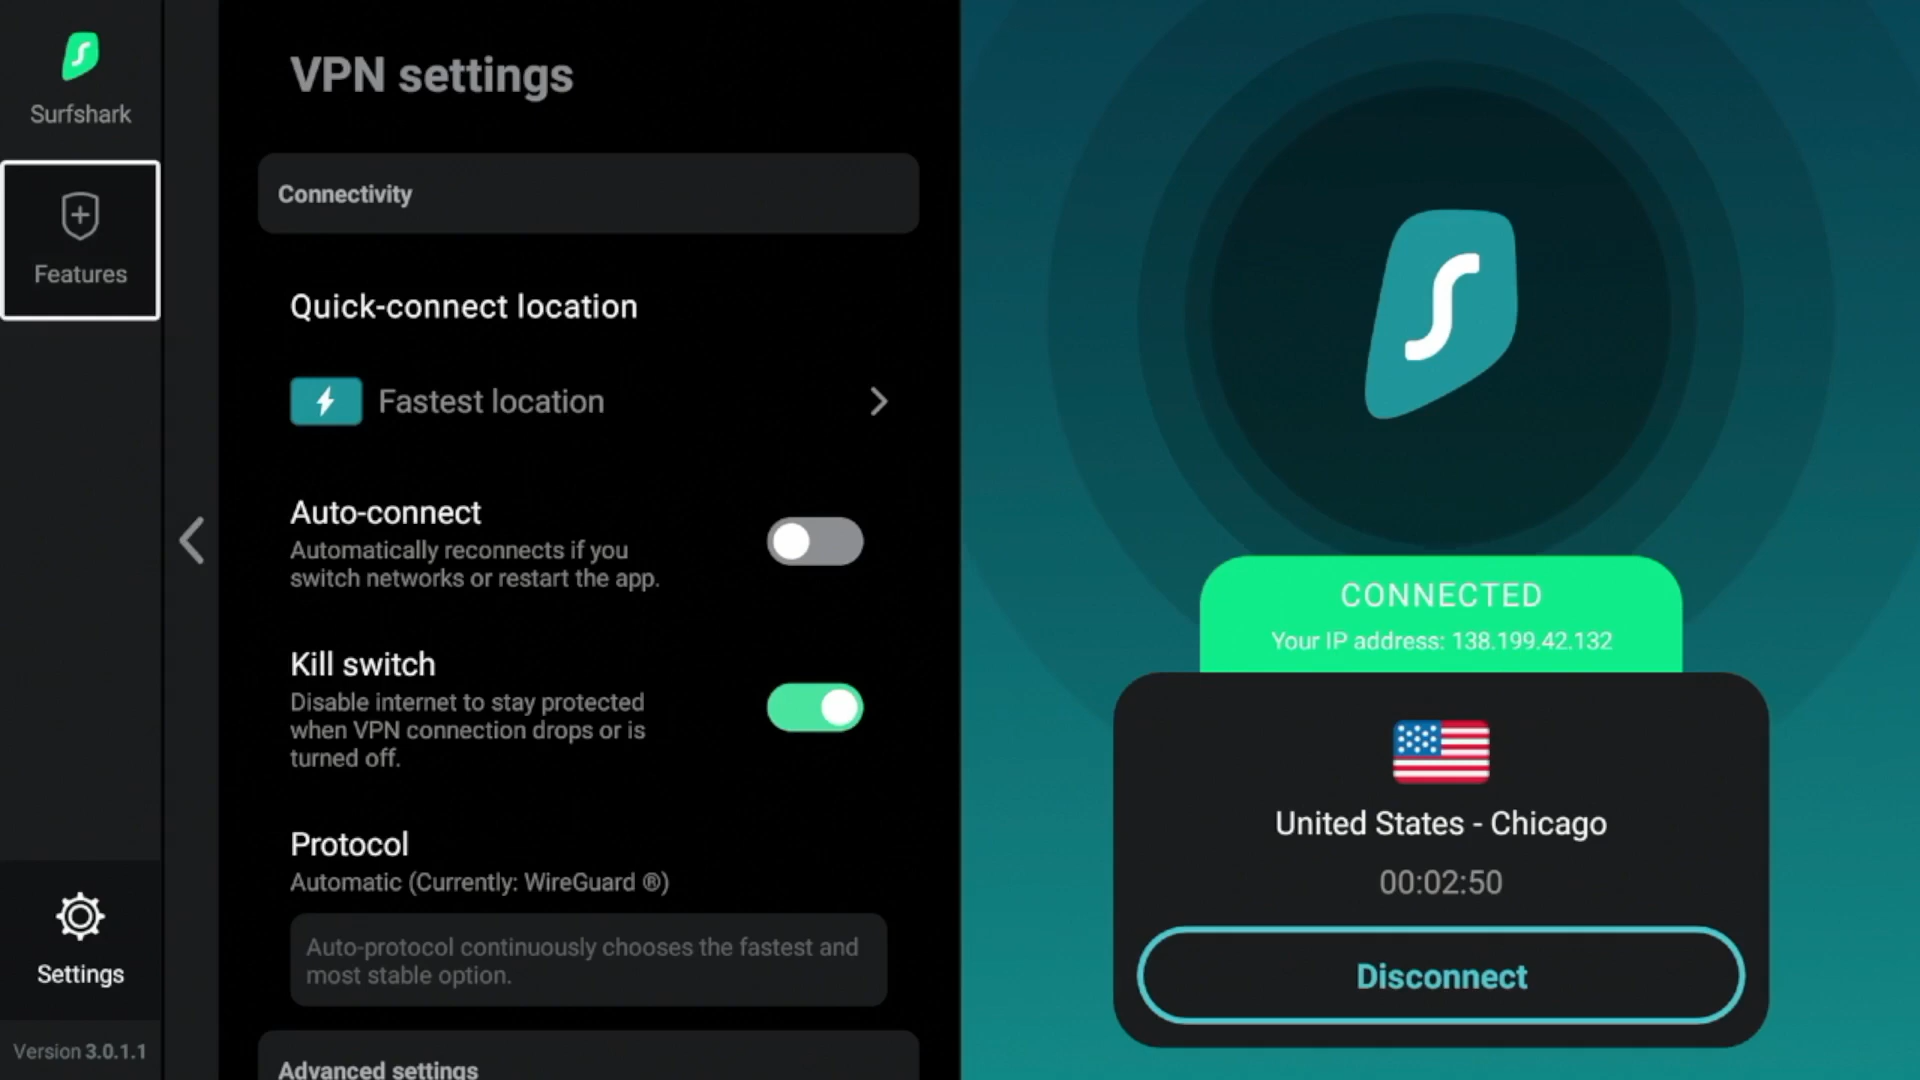 Surfshark
Features
Settings
Version 3.0.1.1
VPN settings
Connectivity
Quick-connect location
Fastest location
Auto-connect
Automatically reconnects if you
switch networks or restart the app.
Kill switch
Disable internet to stay protected
when VPN connection drops or is
turned off.
Protocol
Automatic (Currently: WireGuard ®)
Auto-protocol continuously chooses the fastest and
most stable option.
Advanced settings
CONNECTED
Your IP address: 138.199.42.132
United States - Chicago
00:02:50
Disconnect